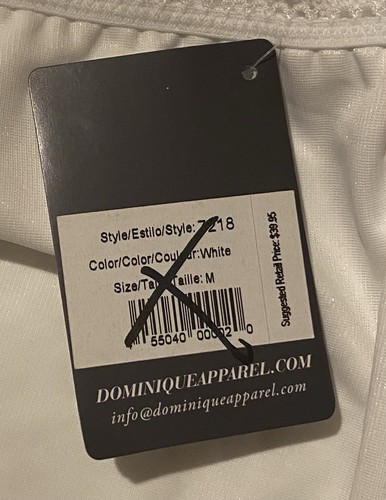 Style/Estilo/Style: 7218
Color/Color/Couleur:White
Size/Talla/Taille: M
55040 00002 0
Suggested Retail Price: $39.95
DOMINIQUEAPPAREL.COM
info@dominiqueapparel.com